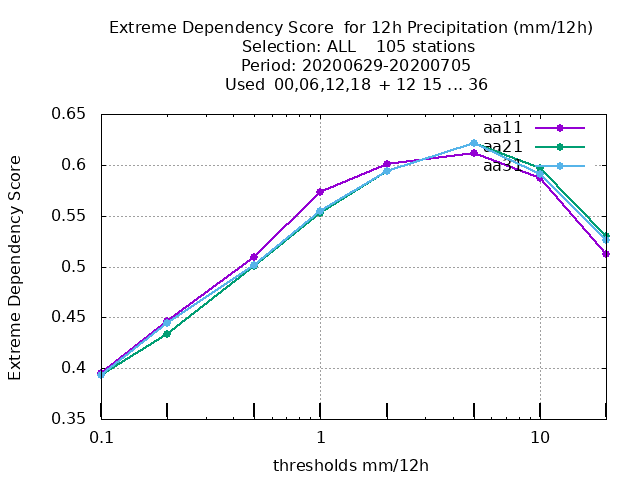 Extreme Dependency Score  for 12h Precipitation (mm/12h)
Selection: ALL    105 stations
Period: 20200629-20200705
Used  00,06,12,18  + 12 15 ... 36
aa11
aa21
aa31
0.65
0.6
0.55
0.5
0.45
0.4
0.35
Extreme Dependency Score
0.1
1
10
thresholds mm/12h